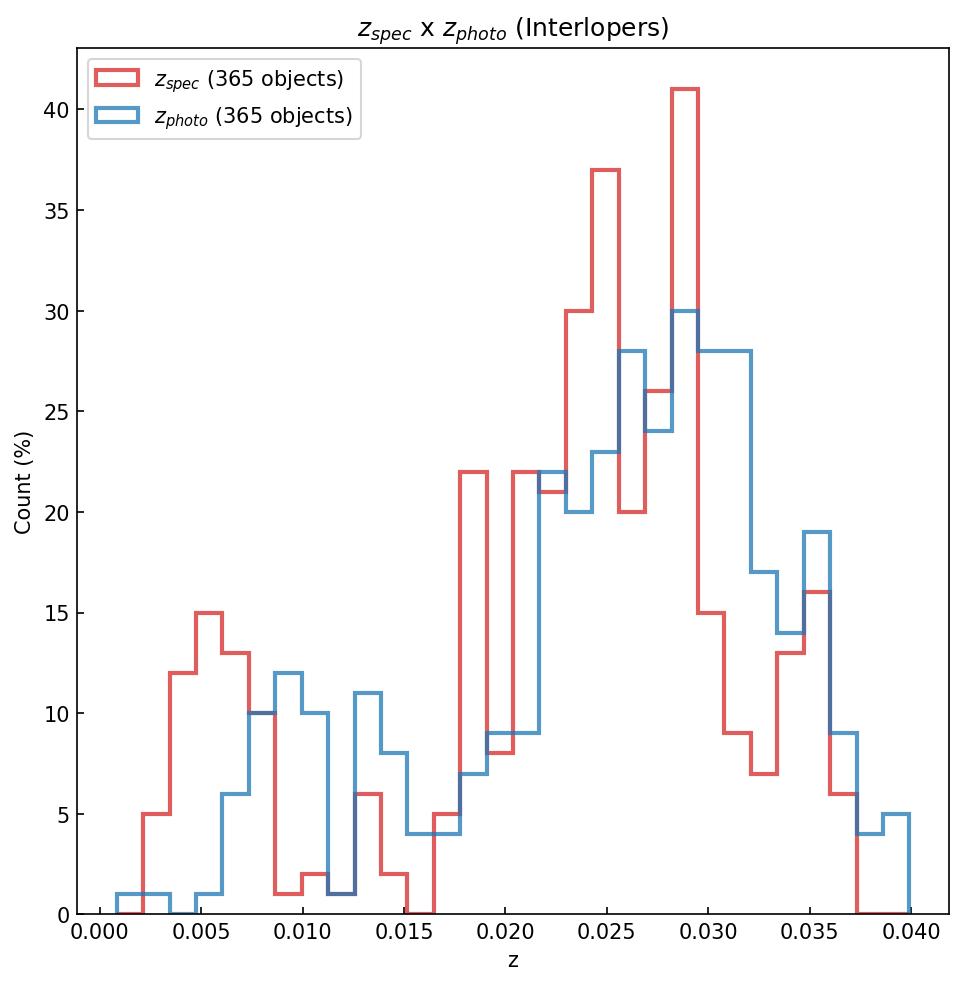 z_spec x z_photo (Interlopers)
z_spec (365 objects)
z_photo (365 objects)
Count (%)
40
35
30
25
20
15
10
5
0
0.000 0.005 0.010 0.015 0.020 0.025 0.030 0.035 0.040
z